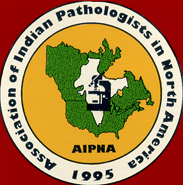 Association of Indian Pathologists in North America
AIPNA
1995